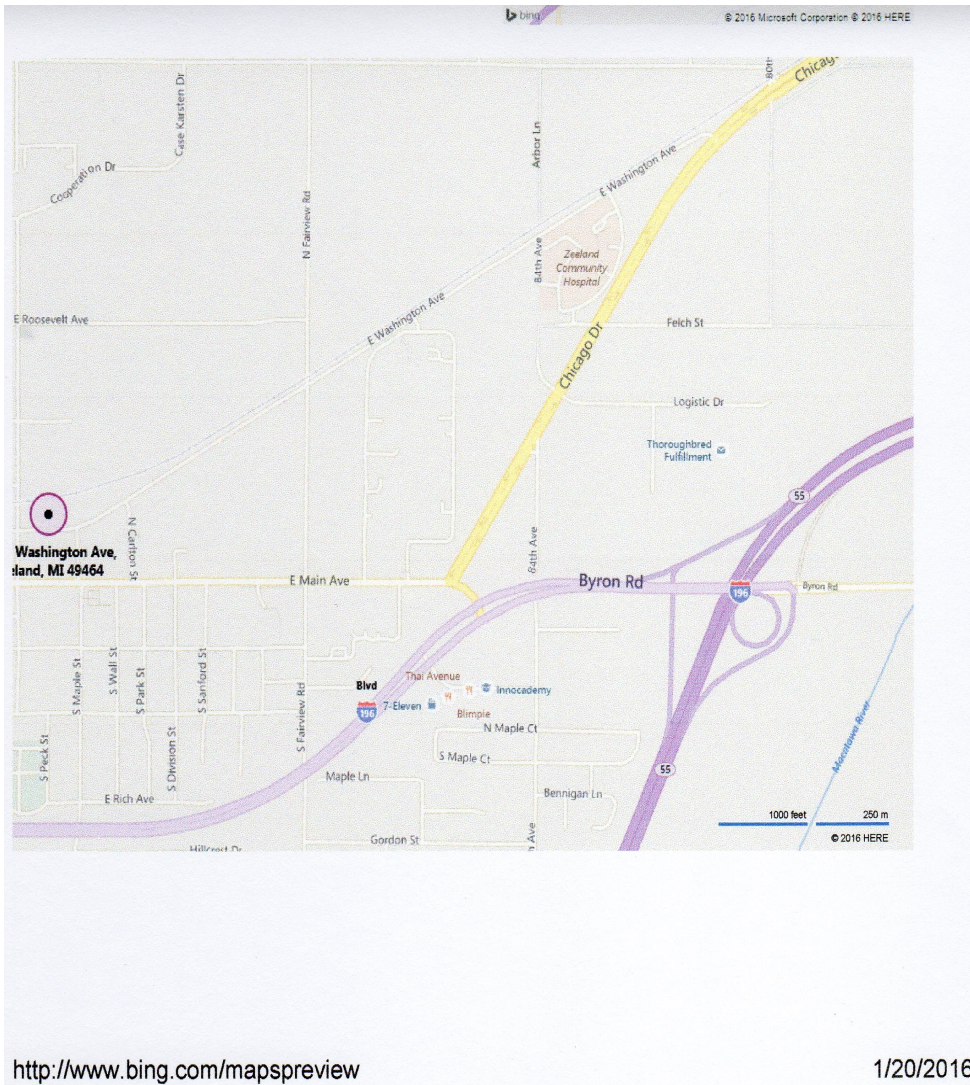 bing
© 2016 Microsoft Corporation © 2016 HERE
Chicag
80th
Case Karsten Dr
Cooperation Dr
Arbor Ln
E Washington Ave
N Fairview Rd
84th Ave
Zeeland
Community
Hospital
E Roosevelt Ave
E Washington Ave
Felch St
Chicago Dr
Logistic Dr
Thoroughbred
Fulfillment
55
N Carlton St
Washington Ave,
eland, MI 49464
84th Ave
E Main Ave
Byron Rd
196
Byron Rd
S Maple St
S Wall St
S Park St
S Sanford St
Thai Avenue
Blvd
Innocademy
196
7-Eleven
Blimpie
S Fairview Rd
N Maple Ct
Macatawa River
S Peck St
S Division St
S Maple Ct
55
Maple Ln
E Rich Ave
Bennigan Ln
1000 feet
250 m
Gordon St
Ave
© 2016 HERE
Hillcrest Dr
http://www.bing.com/mapspreview
1/20/2016